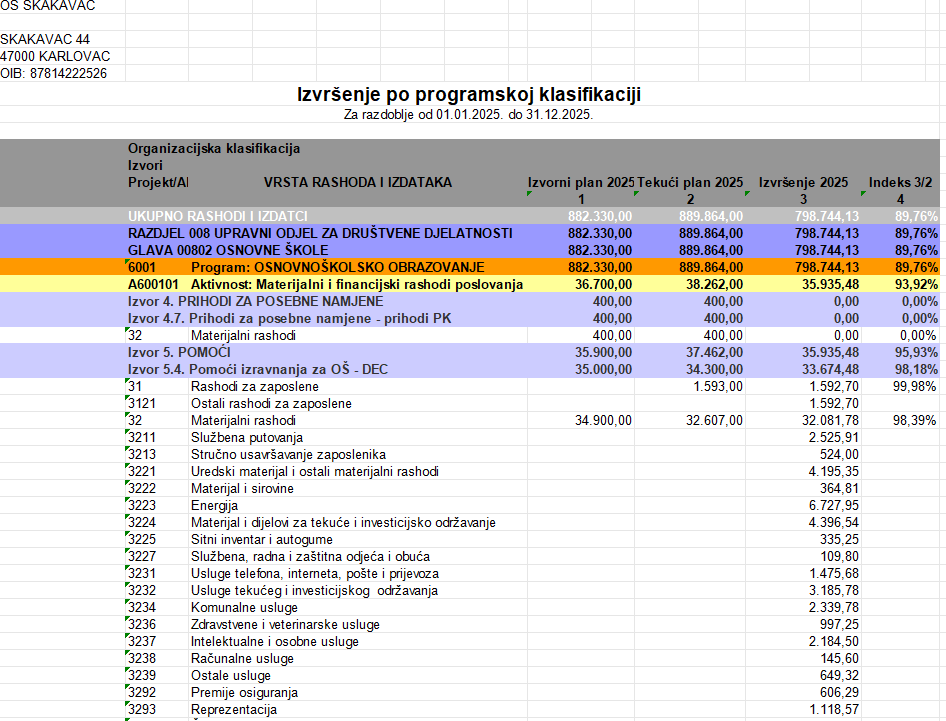 OŠ SKAKAVAC
SKAKAVAC 44
47000 KARLOVAC
OIB: 87814222526
Izvršenje po programskoj klasifikaciji
Za razdoblje od 01.01.2025. do 31.12.2025.
Organizacijska klasifikacija
Izvori
Projekt/Al VRSTA RASHODA I IZDATAKA Izvorni plan 2025 Tekući plan 2025 Izvršenje 2025 Indeks 3/2
1 2 3 4
UKUPNO RASHODI I IZDATCI 882.330,00 889.864,00 798.744,13 89,76%
RAZDJEL 008 UPRAVNI ODJEL ZA DRUŠTVENE DJELATNOSTI 882.330,00 889.864,00 798.744,13 89,76%
GLAVA 00802 OSNOVNE ŠKOLE 882.330,00 889.864,00 798.744,13 89,76%
6001 Program: OSNOVNOŠKOLSKO OBRAZOVANJE 882.330,00 889.864,00 798.744,13 89,76%
A600101 Aktivnost: Materijalni i financijski rashodi poslovanja 36.700,00 38.262,00 35.935,48 93,92%
Izvor 4. PRIHODI ZA POSEBNE NAMJENE 400,00 400,00 0,00 0,00%
Izvor 4.7. Prihodi za posebne namjene - prihodi PK 400,00 400,00 0,00 0,00%
32 Materijalni rashodi 400,00 400,00 0,00 0,00%
Izvor 5. POMOĆI 35.900,00 37.462,00 35.935,48 95,93%
Izvor 5.4. Pomoći izravnanja za OŠ - DEC 35.000,00 34.300,00 33.674,48 98,18%
31 Rashodi za zaposlene 1.593,00 1.592,70 99,98%
3121 Ostali rashodi za zaposlene 1.592,70
32 Materijalni rashodi 34.900,00 32.607,00 32.081,78 98,39%
3211 Službena putovanja 2.525,91
3213 Stručno usavršavanje zaposlenika 524,00
3221 Uredski materijal i ostali materijalni rashodi 4.195,35
3222 Materijal i sirovine 364,81
3223 Energija 6.727,95
3224 Materijal i dijelovi za tekuće i investicijsko održavanje 4.396,54
3225 Sitni inventar i autogume 335,25
3227 Službena, radna i zaštitna odjeća i obuća 109,80
3231 Usluge telefona, interneta, pošte i prijevoza 1.475,68
3232 Usluge tekućeg i investicijskog održavanja 3.185,78
3234 Komunalne usluge 2.339,78
3236 Zdravstvene i veterinarske usluge 997,25
3237 Intelektualne i osobne usluge 2.184,50
3238 Računalne usluge 145,60
3239 Ostale usluge 649,32
3292 Premije osiguranja 606,29
3293 Reprezentacija 1.118,57